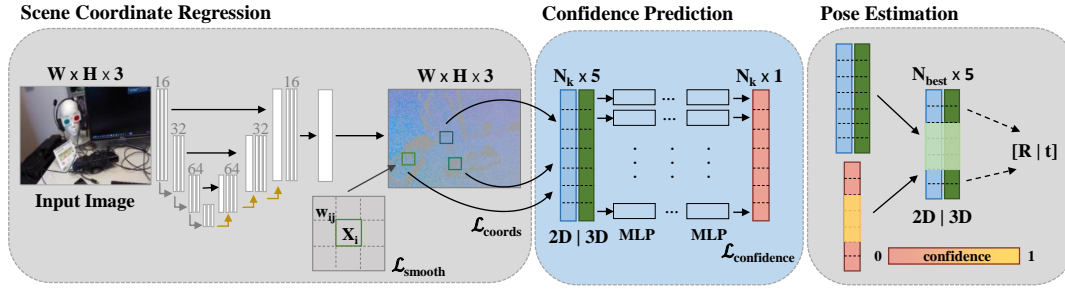 Scene Coordinate Regression
W x H x 3
16
32
64
16
32
64
Input Image
W x H x 3
w_ij
X_i
ℒ_smooth
ℒ_coords
Confidence Prediction
N_k x 5
N_k x 1
...
...
...
2D | 3D
MLP
MLP
ℒ_confidence
Pose Estimation
N_best x 5
[R | t]
2D | 3D
0
confidence
1